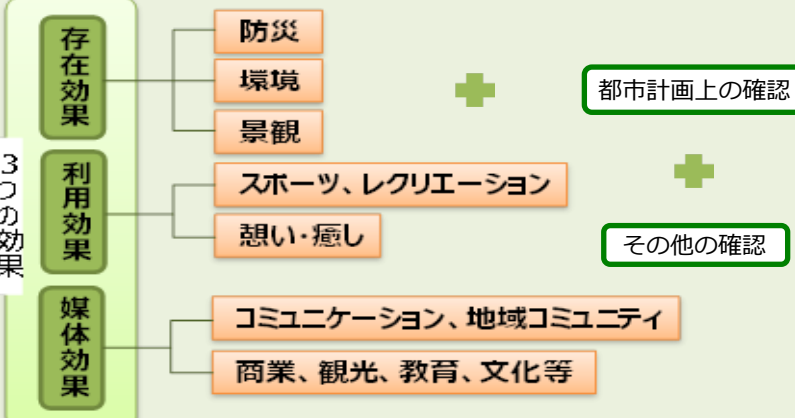 3つの効果
存在効果
防災
環境
景観
利用効果
スポーツ、レクリエーション
憩い・癒し
媒体効果
コミュニケーション、地域コミュニティ
商業、観光、教育、文化等
都市計画上の確認
その他の確認